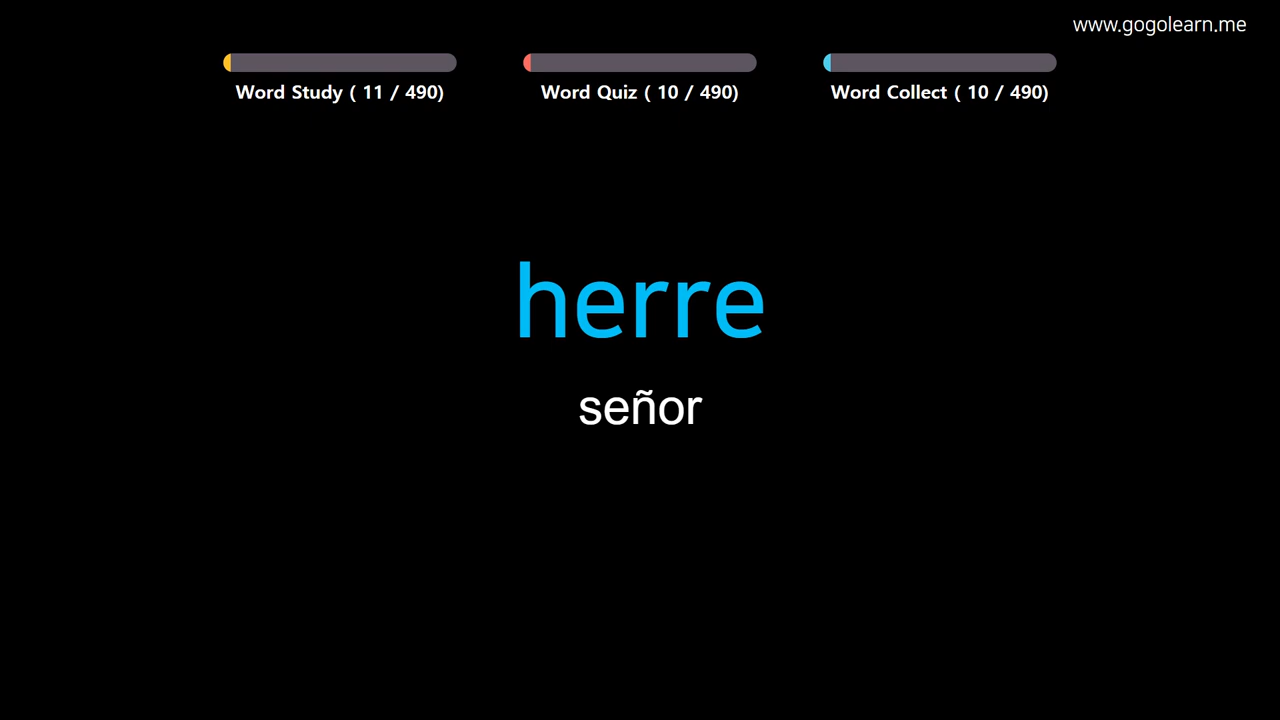 www.gogolearn.me
Word Study ( 11 / 490)
Word Quiz ( 10 / 490)
Word Collect ( 10 / 490)
herre
señor